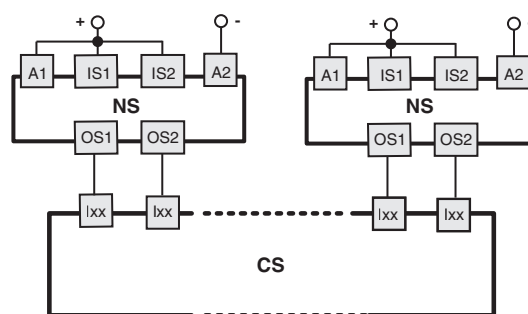 + - +
A1 IS1 IS2 A2 A1 IS1 IS2 A2
NS NS
OS1 OS2 OS1 OS2
Ixx Ixx Ixx Ixx
CS